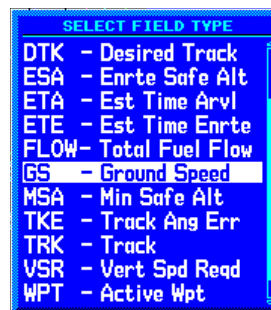 SELECT FIELD TYPE
DTK - Desired Track
ESA - Enrte Safe Alt
ETA - Est Time Arvl
ETE - Est Time Enrte
FLOW- Total Fuel Flow
GS - Ground Speed
MSA - Min Safe Alt
TKE - Track Ang Err
TRK - Track
VSR - Vert Spd Reqd
WPT - Active Wpt